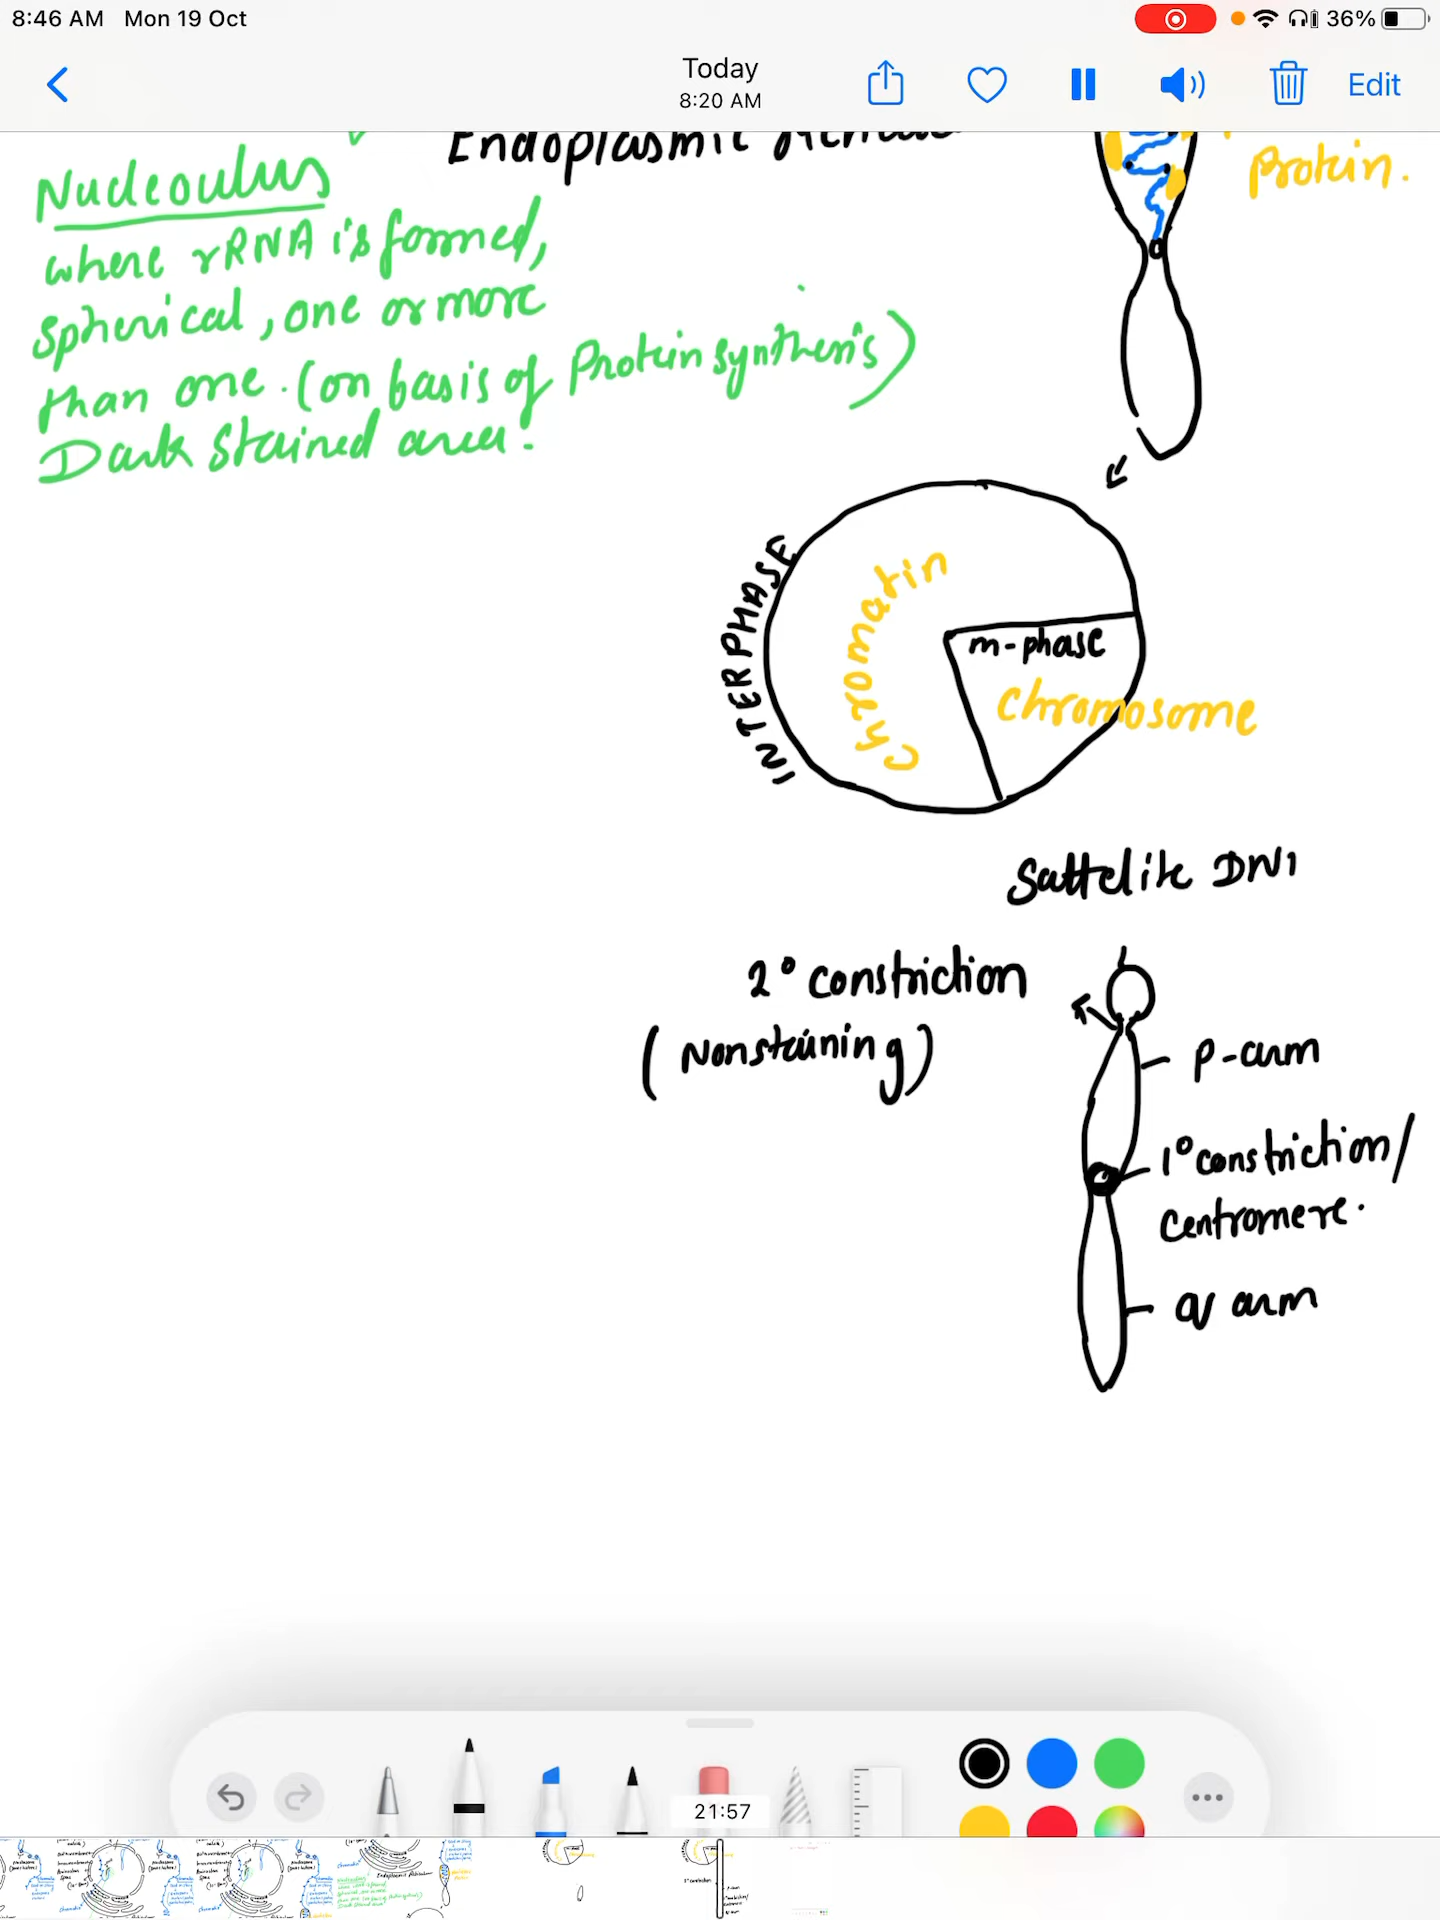 8:46 AM Mon 19 Oct
36%
Today
8:20 AM
Edit
Endoplasmic
Protein.
Nucleoulus
where rRNA is formed,
spherical, one or more
than one. (on basis of Protein synthesis)
Dark stained area.
INTERPHASE
Chromatin
m-phase
Chromosome
Sattelite DN
2° constriction
(Nonstaining)
p-arm
1° constriction/
Centromere.
q arm
21:57